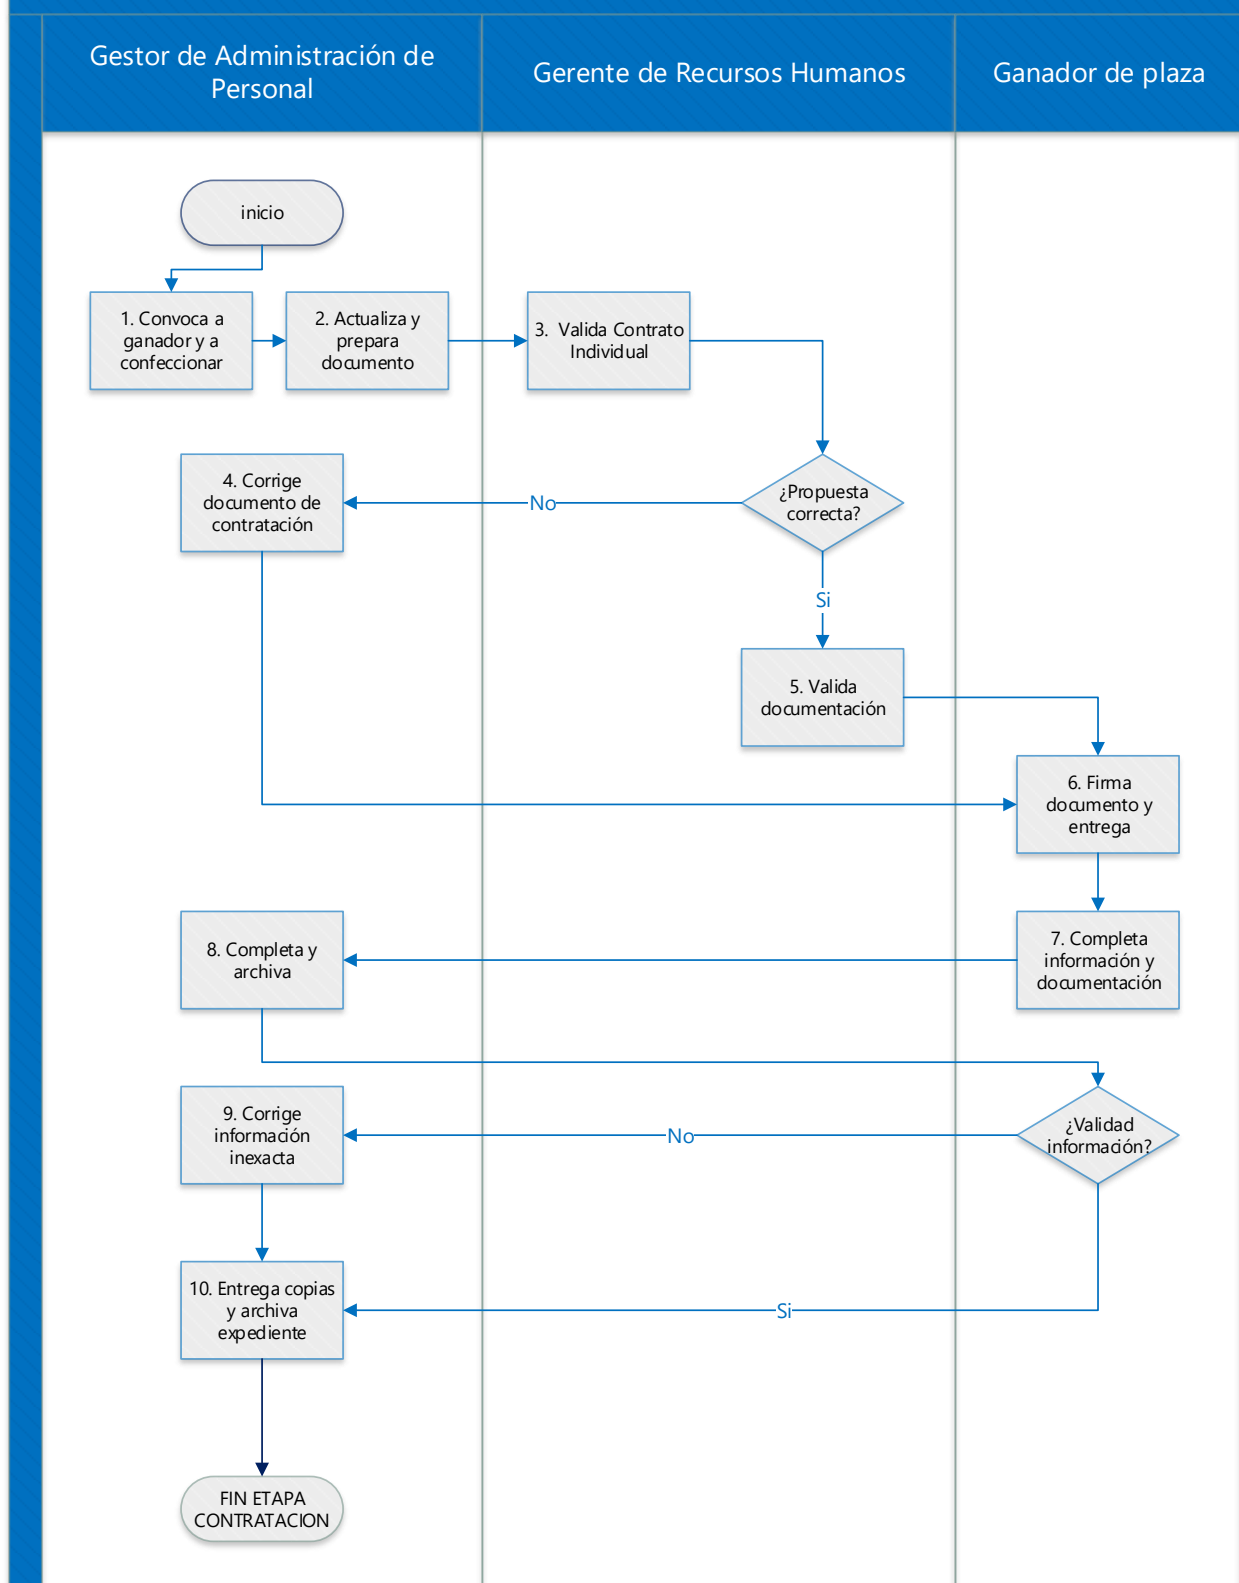 Gestor de Administración de
Personal
Gerente de Recursos Humanos
Ganador de plaza
inicio
1. Convoca a
ganador y a
confeccionar
2. Actualiza y
prepara
documento
3. Valida Contrato
Individual
4. Corrige
documento de
contratación
No
¿Propuesta
correcta?
Si
5. Valida
documentación
6. Firma
documento y
entrega
8. Completa y
archiva
7. Completa
información y
documentación
9. Corrige
información
inexacta
No
¿Validad
información?
10. Entrega copias
y archiva
expediente
Si
FIN ETAPA
CONTRATACION